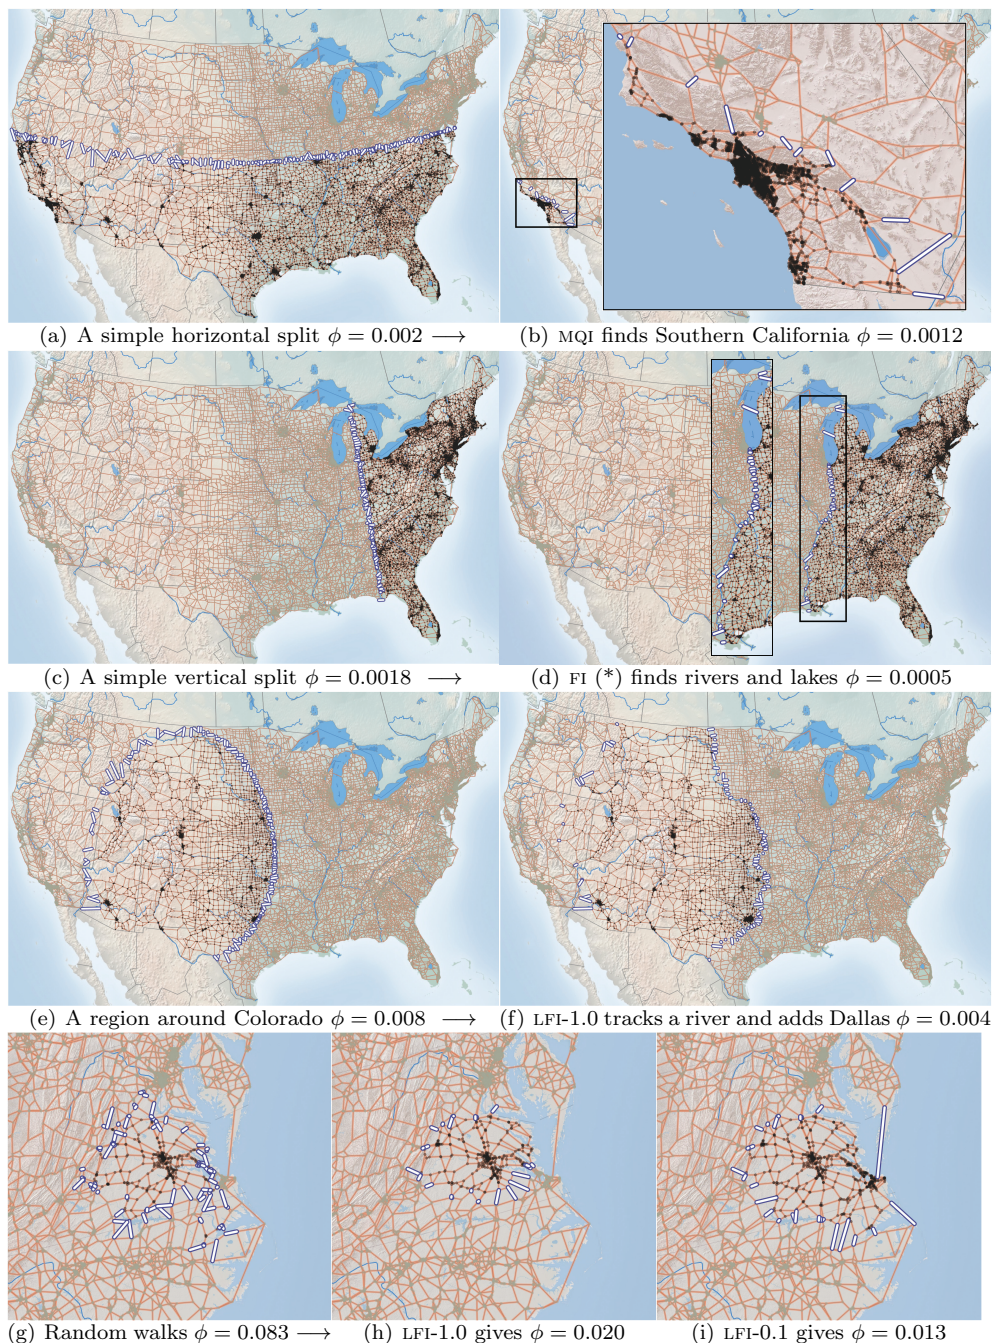 (a) A simple horizontal split ϕ = 0.002 ⟶
(b) MQI finds Southern California ϕ = 0.0012
(c) A simple vertical split ϕ = 0.0018 ⟶
(d) FI (*) finds rivers and lakes ϕ = 0.0005
(e) A region around Colorado ϕ = 0.008 ⟶
(f) LFI-1.0 tracks a river and adds Dallas ϕ = 0.004
(g) Random walks ϕ = 0.083 ⟶
(h) LFI-1.0 gives ϕ = 0.020
(i) LFI-0.1 gives ϕ = 0.013